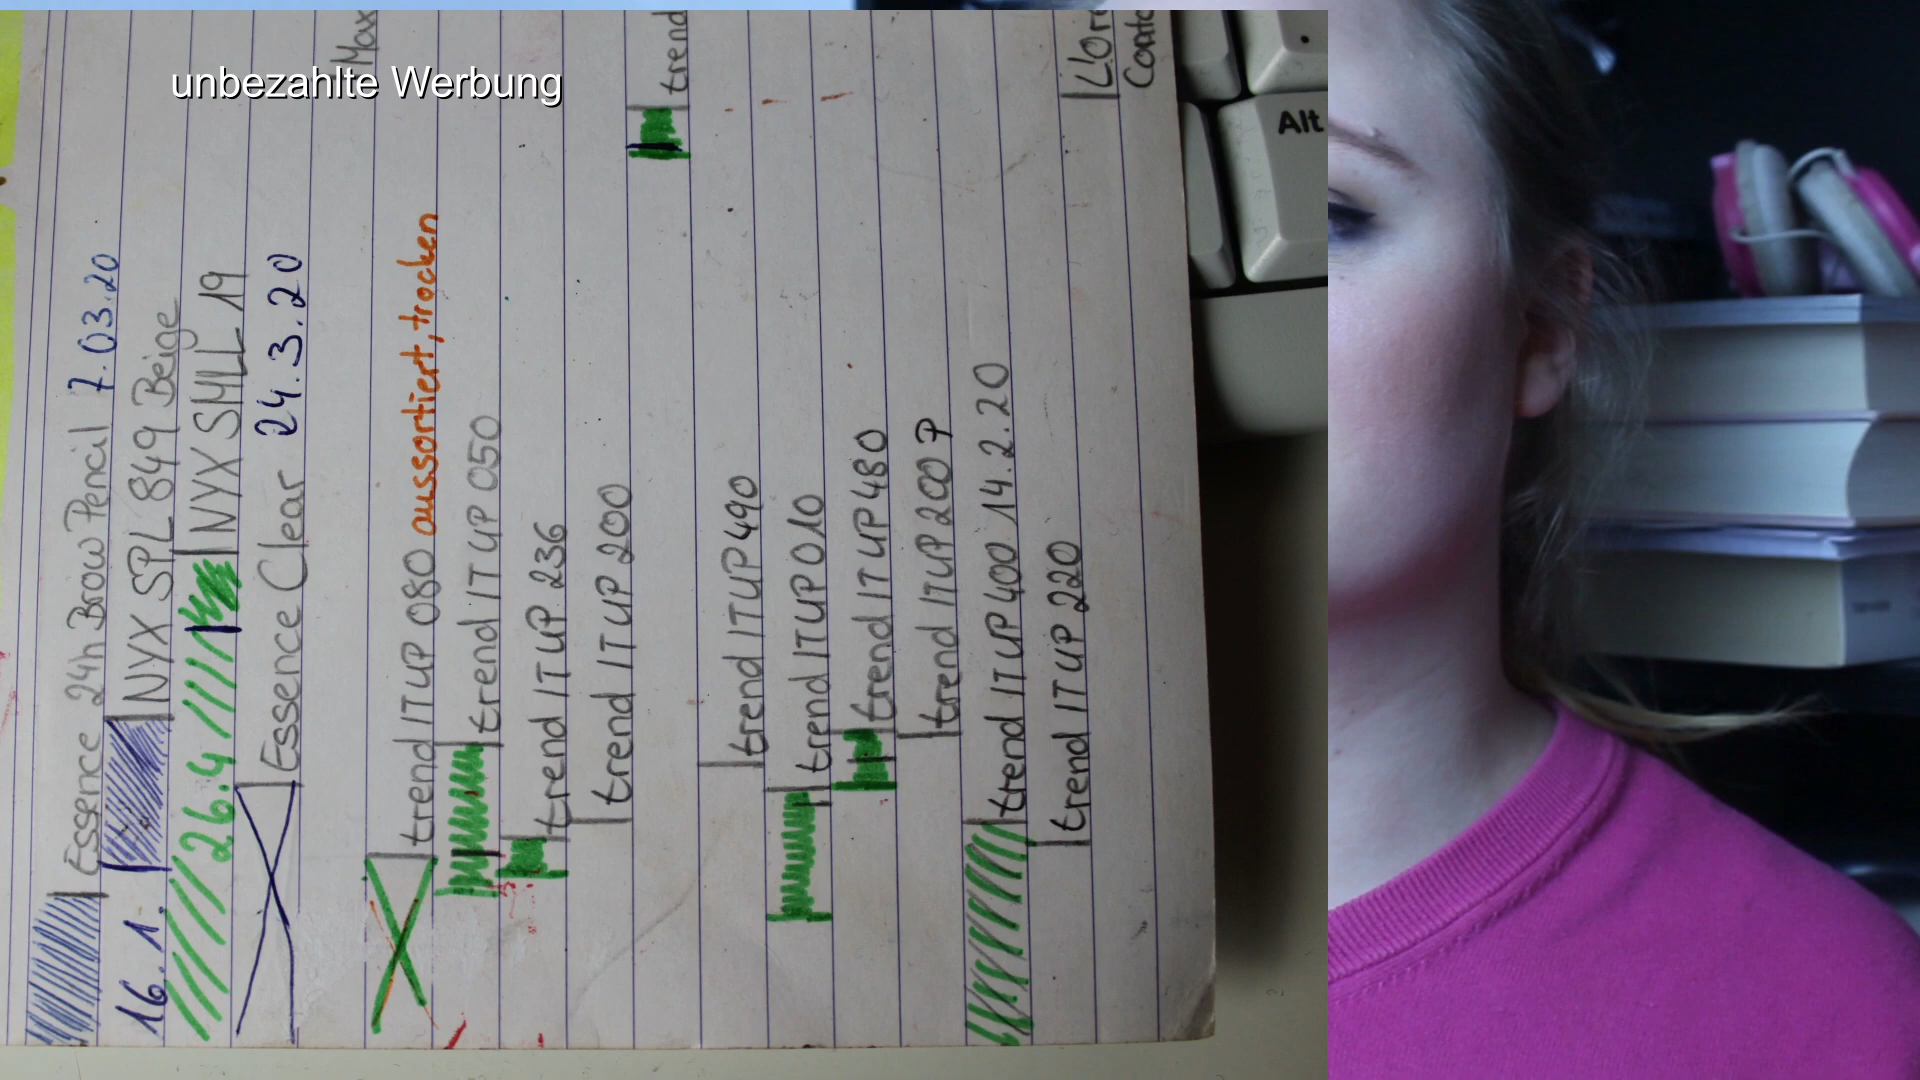 unbezahlte Werbung
Essence 24h Brow Pencil 7.03.20
16.1. NYX SPL 849 Beige
26.4 NYX SMLL 19
Essence Clear 24.3.20
Max
trend IT UP 080 aussortiert, trocken
trend IT UP 050
trend IT UP 236
trend IT UP 200
trend
trend IT UP 490
trend IT UP 010
trend IT UP 480
trend IT UP 200 P
trend IT UP 400 14.2.20
trend IT UP 220
L'Ore
Conto
Alt